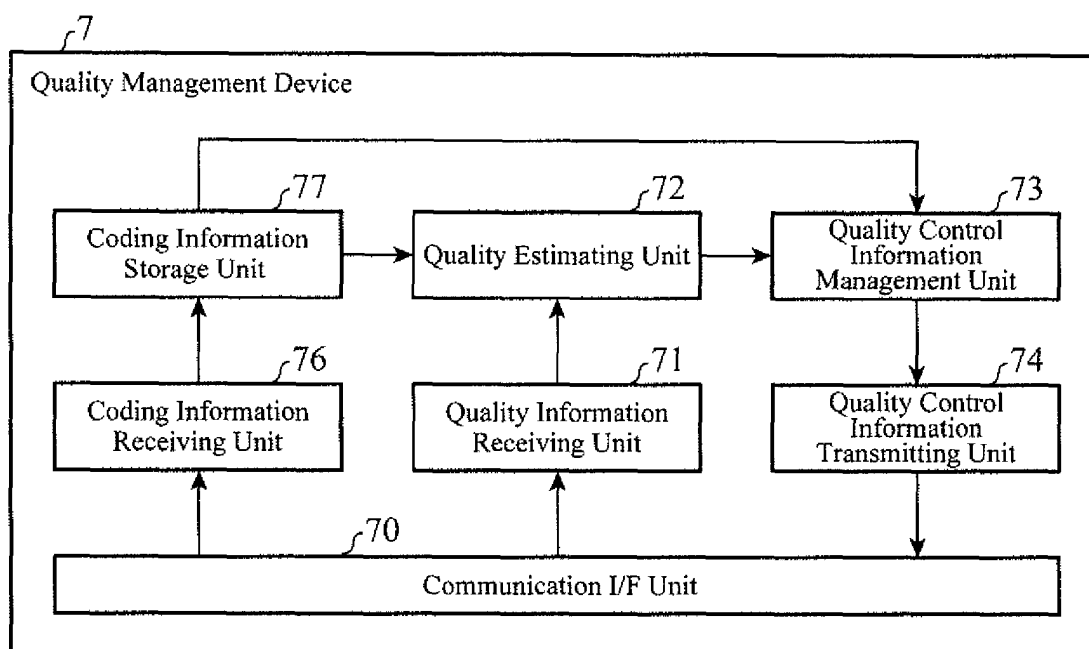 7
Quality Management Device
77
Coding Information
Storage Unit
72
Quality Estimating Unit
73
Quality Control
Information
Management Unit
76
Coding Information
Receiving Unit
71
Quality Information
Receiving Unit
74
Quality Control
Information
Transmitting Unit
70
Communication I/F Unit